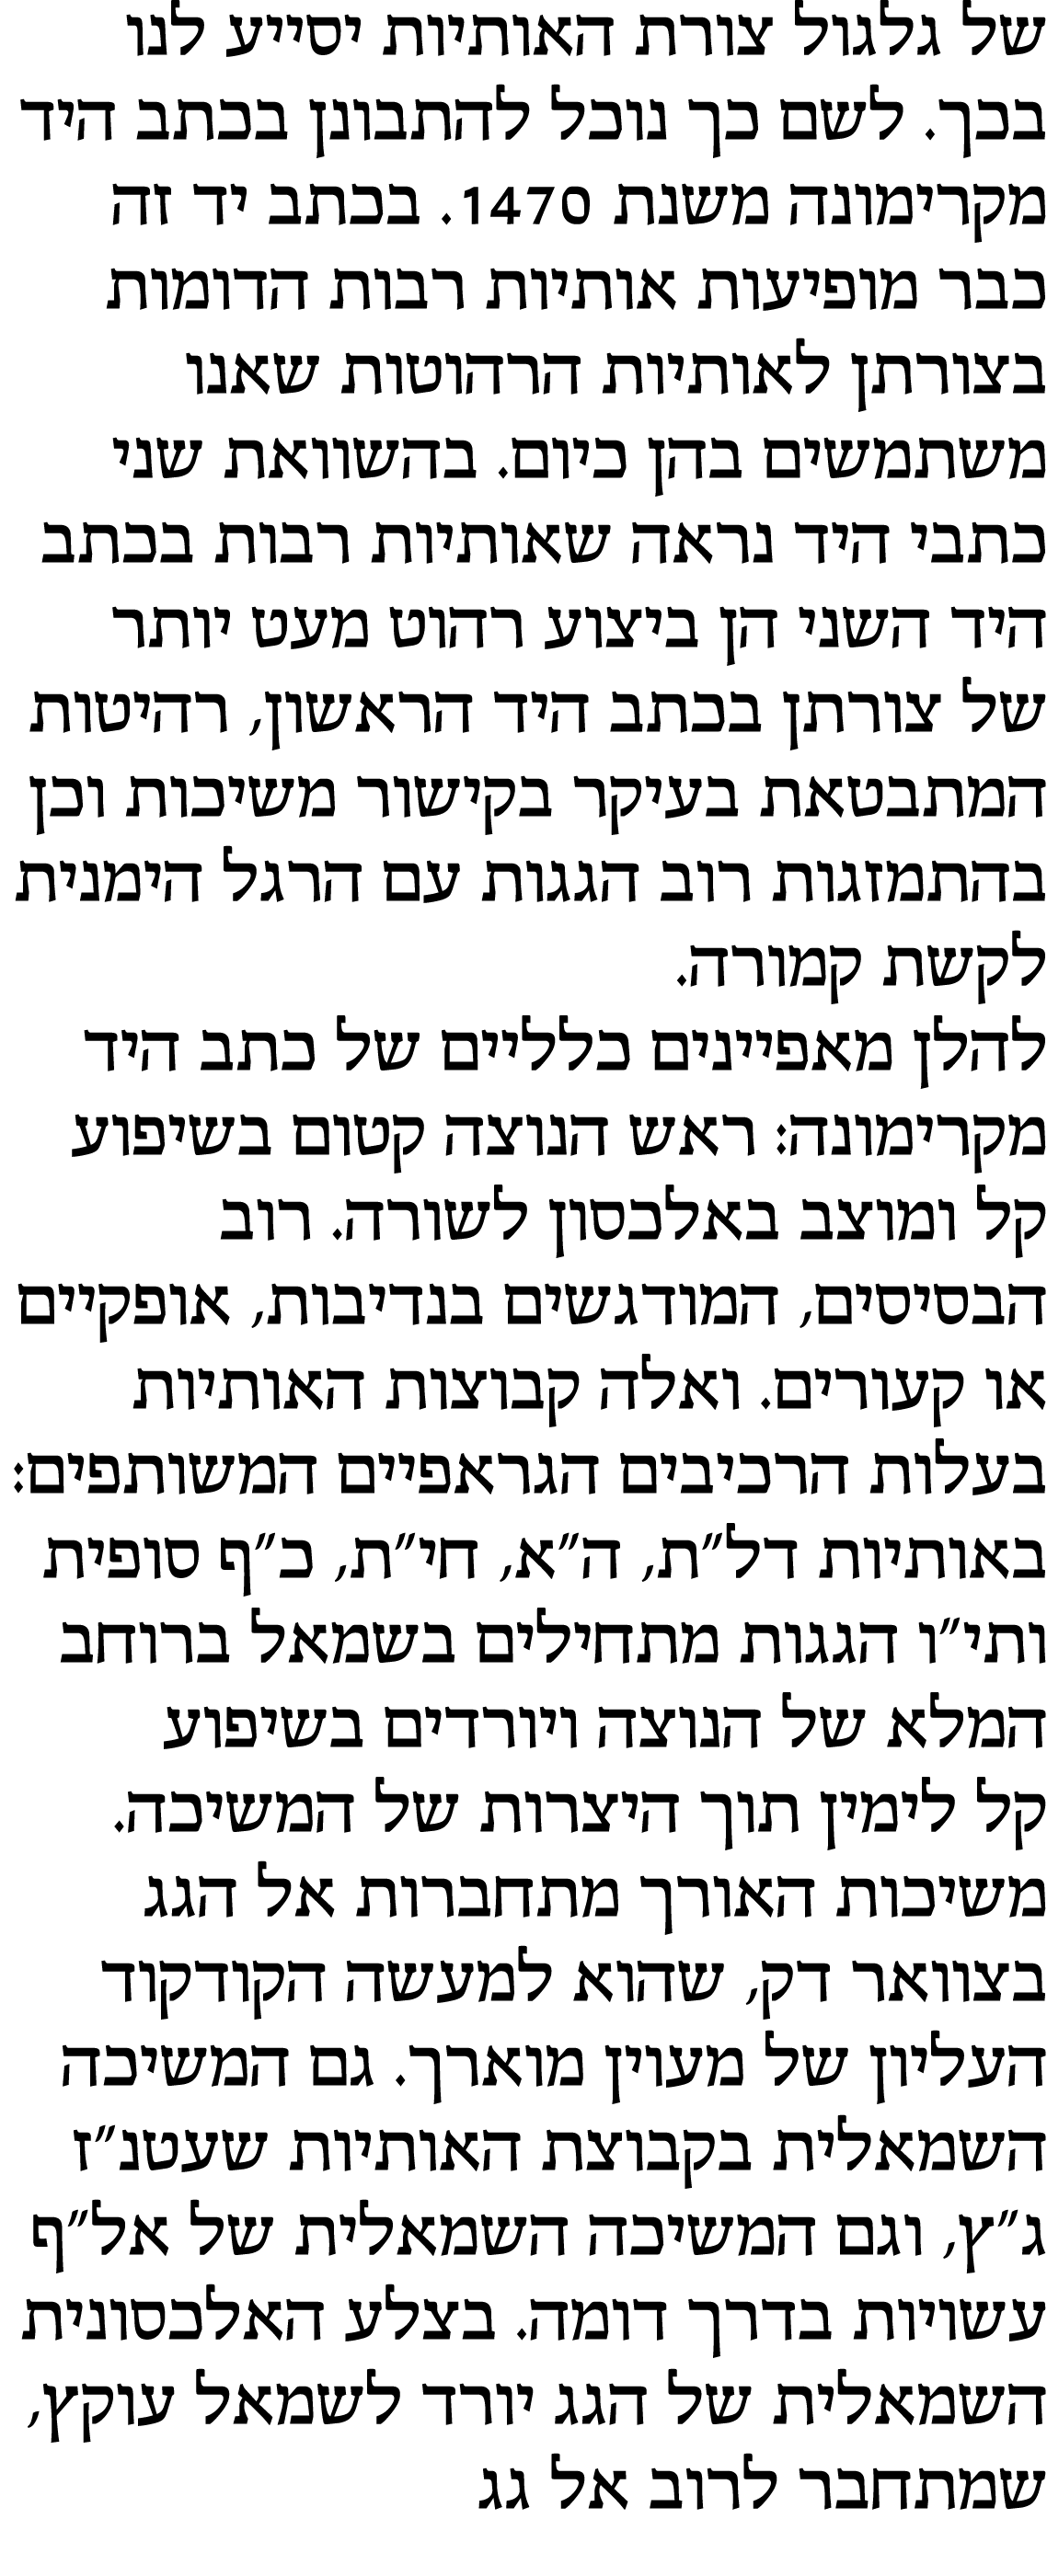 של גלגול צורת האותיות יסייע לנו
בכך. לשם כך נוכל להתבונן בכתב היד
מקרימונה משנת 1470. בכתב יד זה
כבר מופיעות אותיות רבות הדומות
בצורתן לאותיות הרהוטות שאנו
משתמשים בהן כיום. בהשוואת שני
כתבי היד נראה שאותיות רבות בכתב
היד השני הן ביצוע רהוט מעט יותר
של צורתן בכתב היד הראשון, רהיטות
המתבטאת בעיקר בקישור משיכות וכן
בהתמזגות רוב הגגות עם הרגל הימנית
לקשת קמורה.
להלן מאפיינים כלליים של כתב היד
מקרימונה: ראש הנוצה קטום בשיפוע
קל ומוצב באלכסון לשורה. רוב
הבסיסים, המודגשים בנדיבות, אופקיים
או קעורים. ואלה קבוצות האותיות
בעלות הרכיבים הגראפיים המשותפים:
באותיות דל״ת, ה״א, חי״ת, כ״ף סופית
ותי״ו הגגות מתחילים בשמאל ברוחב
המלא של הנוצה ויורדים בשיפוע
קל לימין תוך היצרות של המשיכה.
משיכות האורך מתחברות אל הגג
בצוואר דק, שהוא למעשה הקודקוד
העליון של מעוין מוארך. גם המשיכה
השמאלית בקבוצת האותיות שעטנ״ז
ג״ץ, וגם המשיכה השמאלית של אל״ף
עשויות בדרך דומה. בצלע האלכסונית
השמאלית של הגג יורד לשמאל עוקץ,
שמתחבר לרוב אל גג